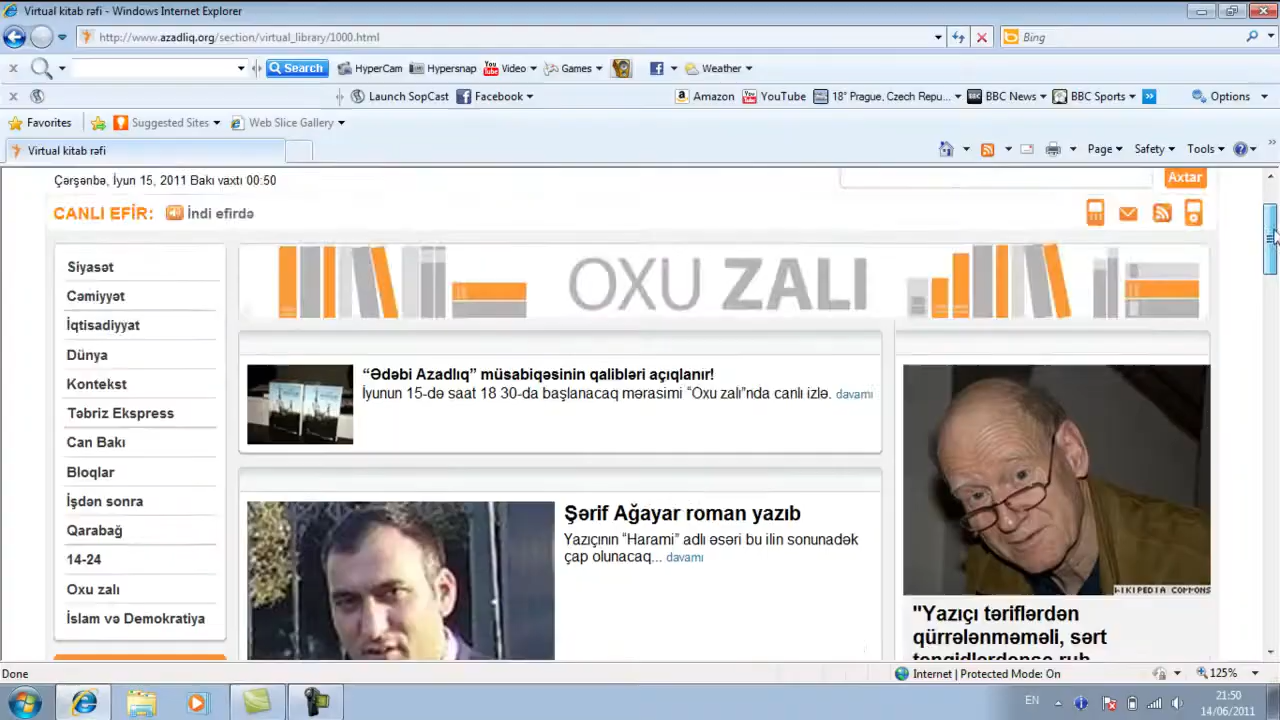 Virtual kitab rəfi - Windows Internet Explorer
http://www.azadliq.org/section/virtual_library/1000.html
Bing
Search HyperCam Hypersnap You Tube Video Games Weather
Launch SopCast Facebook Amazon YouTube 18° Prague, Czech Repu... BBC News BBC Sports Options
Favorites Suggested Sites Web Slice Gallery
Virtual kitab rəfi Page Safety Tools
Çərşənbə, İyun 15, 2011 Bakı vaxtı 00:50
Axtar
CANLI EFİR: İndi efirdə
Siyasət
Cəmiyyət
İqtisadiyyat
Dünya
Kontekst
Təbriz Ekspress
Can Bakı
Bloqlar
İşdən sonra
Qarabağ
14-24
Oxu zalı
İslam və Demokratiya
OXU ZALI
“Ədəbi Azadlıq” müsabiqəsinin qalibləri açıqlanır!
İyunun 15-də saat 18 30-da başlanacaq mərasimi “Oxu zalı”nda canlı izlə. davamı
Şərif Ağayar roman yazıb
Yazıçının “Harami” adlı əsəri bu ilin sonunadək
çap olunacaq... davamı
WIKIPEDIA COMMONS
"Yazıçı təriflərdən
qürrələnməməli, sərt
təngidlərdənsə ruh
Done Internet | Protected Mode: On 125%
EN 21:50
14/06/2011